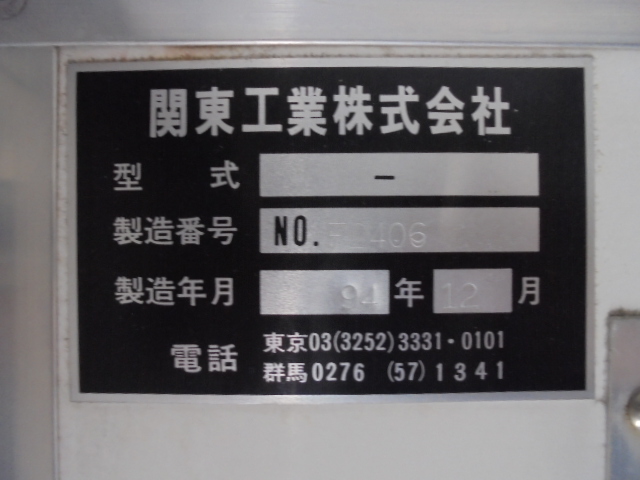 関東工業株式会社
型式 －
製造番号 NO. F2406
製造年月 94年12月
電話 東京03(3252)3331・0101
群馬0276 (57)1341